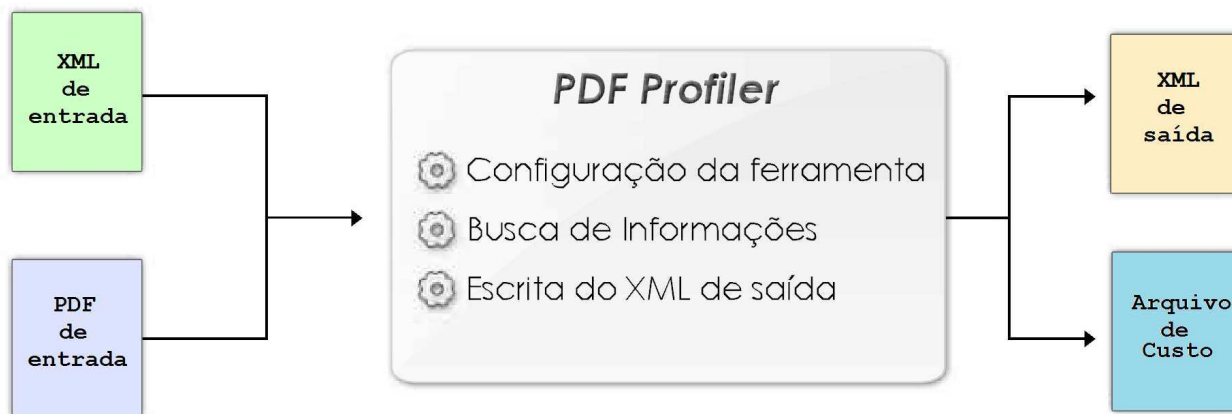 XML
de
entrada
PDF
de
entrada
PDF Profiler
Configuração da ferramenta
Busca de Informações
Escrita do XML de saída
XML
de
saída
Arquivo
de
Custo